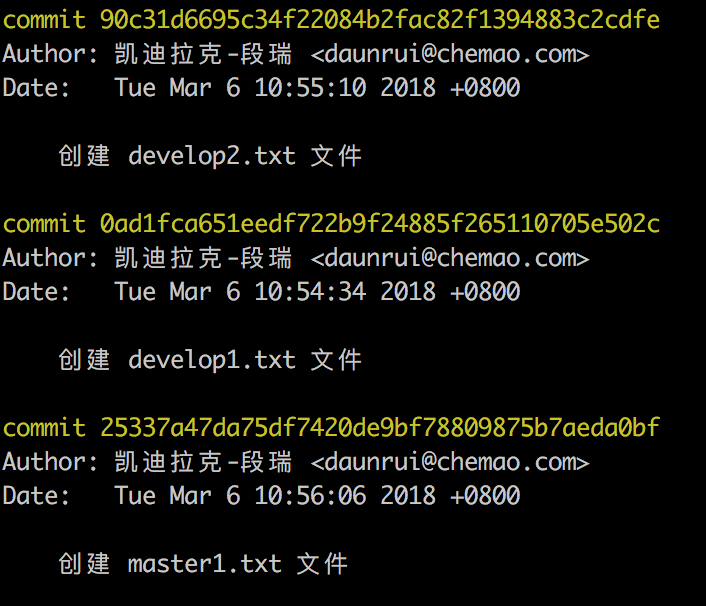 commit 90c31d6695c34f22084b2fac82f1394883c2cdfe
Author: 凯迪拉克-段瑞 <daunrui@chemao.com>
Date:   Tue Mar 6 10:55:10 2018 +0800
创建 develop2.txt 文件
commit 0ad1fca651eedf722b9f24885f265110705e502c
Author: 凯迪拉克-段瑞 <daunrui@chemao.com>
Date:   Tue Mar 6 10:54:34 2018 +0800
创建 develop1.txt 文件
commit 25337a47da75df7420de9bf78809875b7aeda0bf
Author: 凯迪拉克-段瑞 <daunrui@chemao.com>
Date:   Tue Mar 6 10:56:06 2018 +0800
创建 master1.txt 文件